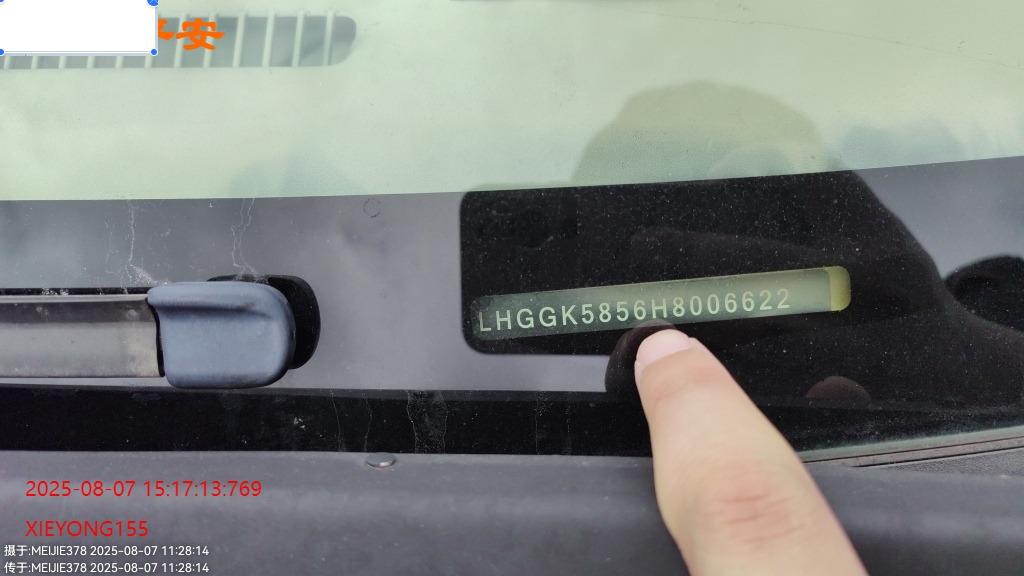 安
LHGGK5856H8006622
2025-08-07 15:17:13:769
XIEYONG155
摄于:MEIJIE378 2025-08-07 11:28:14
传于:MEIJIE378 2025-08-07 11:28:14